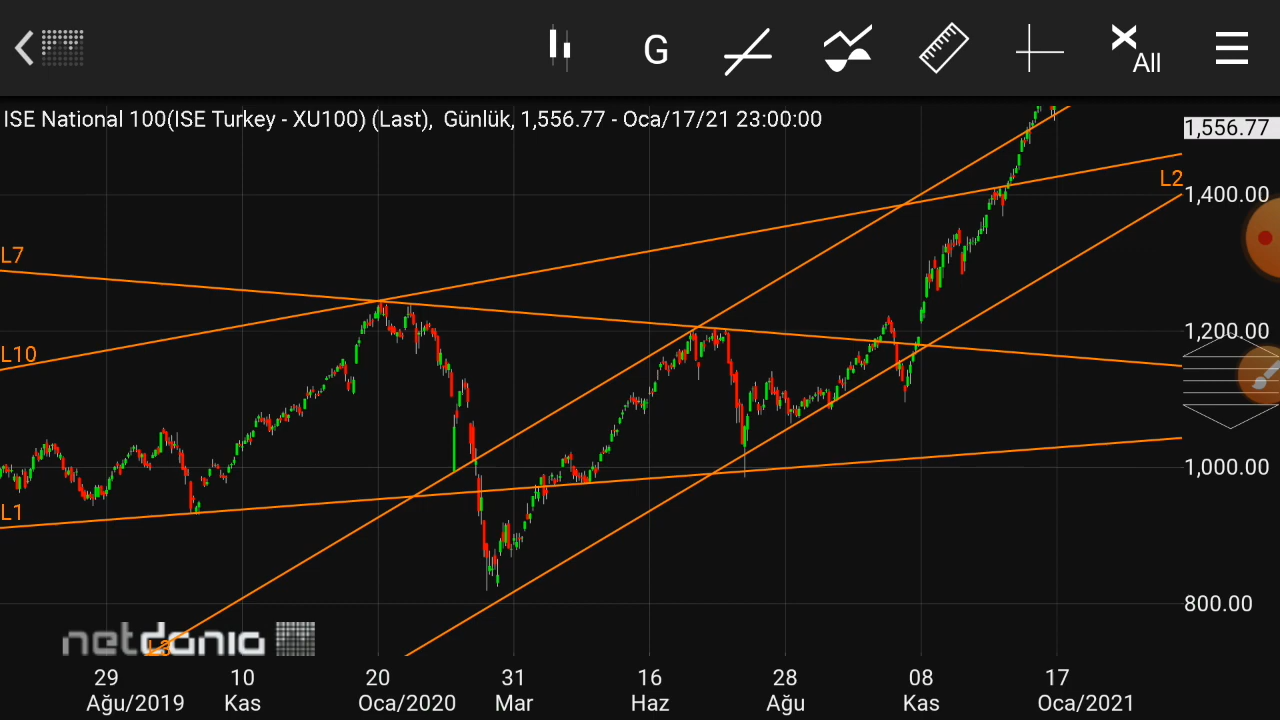 G
All
ISE National 100(ISE Turkey - XU100) (Last), Günlük, 1,556.77 - Oca/17/21 23:00:00
1,556.77
L2
1,400.00
L7
1,200.00
L10
1,000.00
L1
800.00
netdania
L3
29 10 20 31 16 28 08 17
Ağu/2019 Kas Oca/2020 Mar Haz Ağu Kas Oca/2021